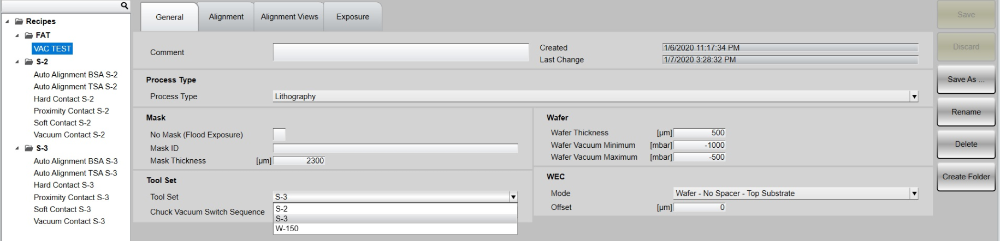 Recipes
FAT
VAC TEST
S-2
Auto Alignment BSA S-2
Auto Alignment TSA S-2
Hard Contact S-2
Proximity Contact S-2
Soft Contact S-2
Vacuum Contact S-2
S-3
Auto Alignment BSA S-3
Auto Alignment TSA S-3
Hard Contact S-3
Proximity Contact S-3
Soft Contact S-3
Vacuum Contact S-3
General Alignment Alignment Views Exposure
Comment
Created 1/6/2020 11:17:34 PM
Last Change 1/7/2020 3:28:32 PM
Process Type
Process Type Lithography
Mask
No Mask (Flood Exposure)
Mask ID
Mask Thickness [µm] 2300
Tool Set
Tool Set S-3
Chuck Vacuum Switch Sequence
S-2
S-3
W-150
Wafer
Wafer Thickness [µm] 500
Wafer Vacuum Minimum [mbar] -1000
Wafer Vacuum Maximum [mbar] -500
WEC
Mode Wafer - No Spacer - Top Substrate
Offset [µm] 0
Save
Discard
Save As ...
Rename
Delete
Create Folder